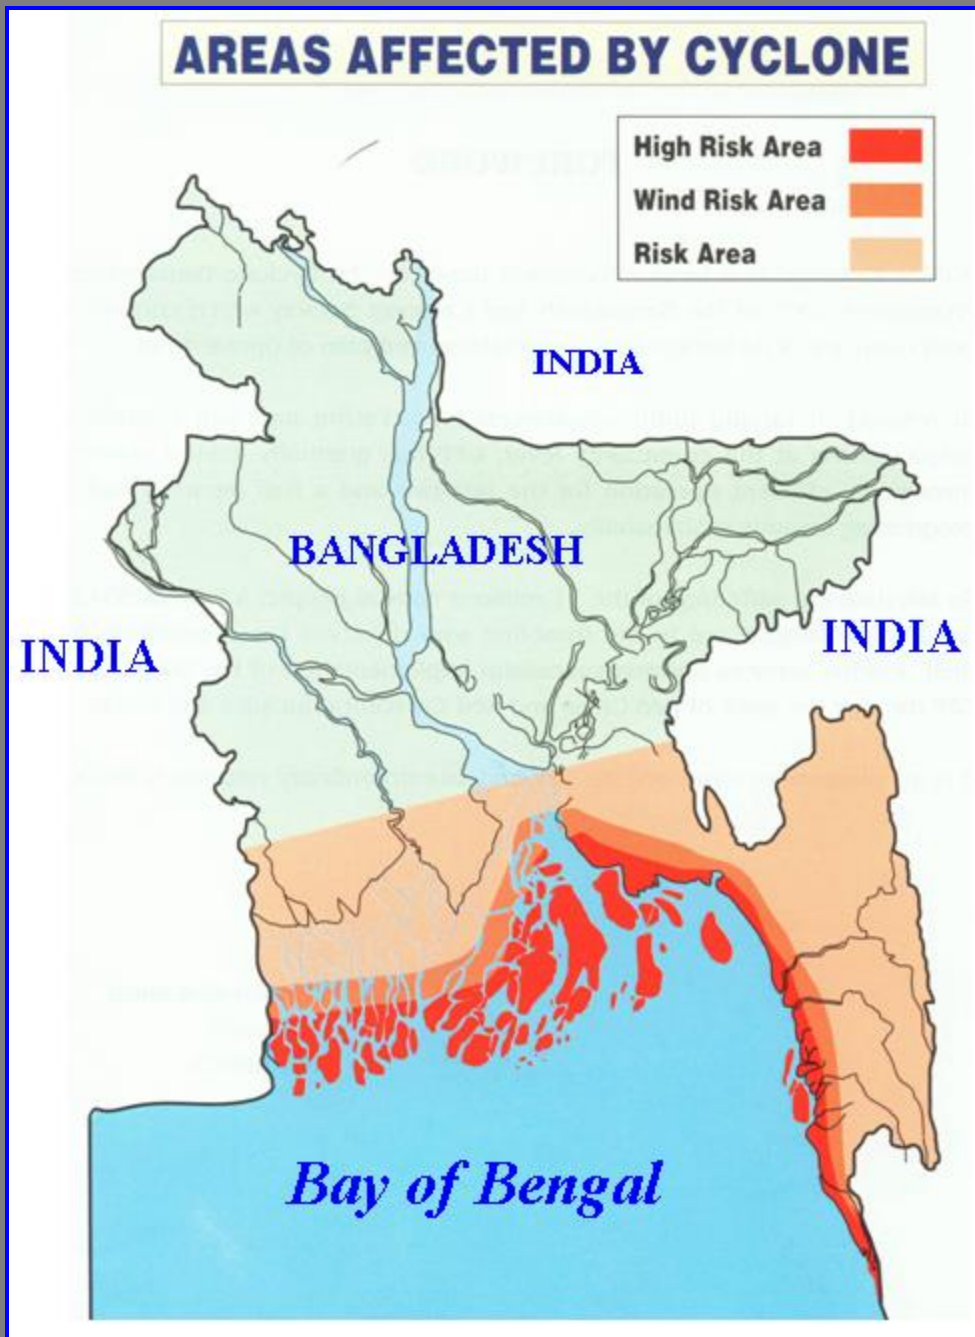 AREAS AFFECTED BY CYCLONE
High Risk Area
Wind Risk Area
Risk Area
INDIA
BANGLADESH
INDIA
INDIA
Bay of Bengal